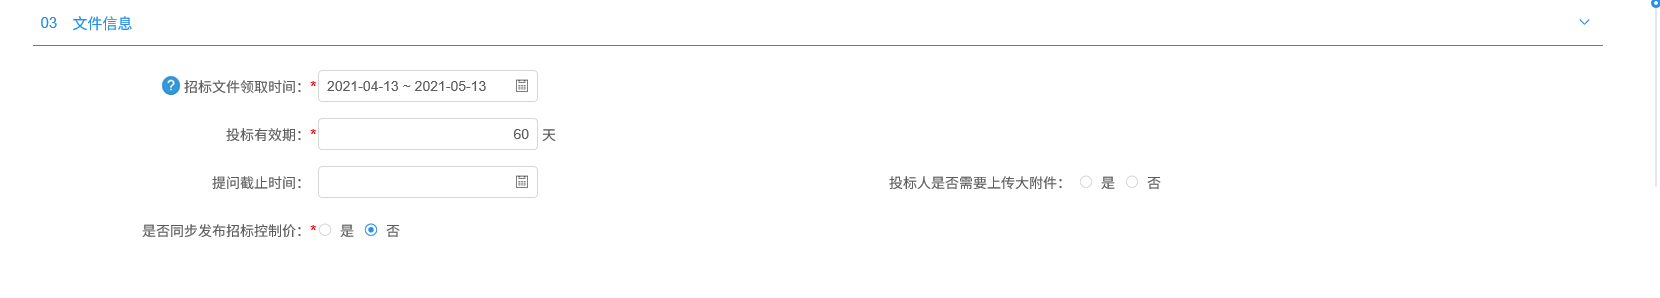 03 文件信息
? 招标文件领取时间：* 2021-04-13 ~ 2021-05-13
投标有效期：* 60 天
提问截止时间： 投标人是否需要上传大附件： 是 否
是否同步发布招标控制价：* 是 否